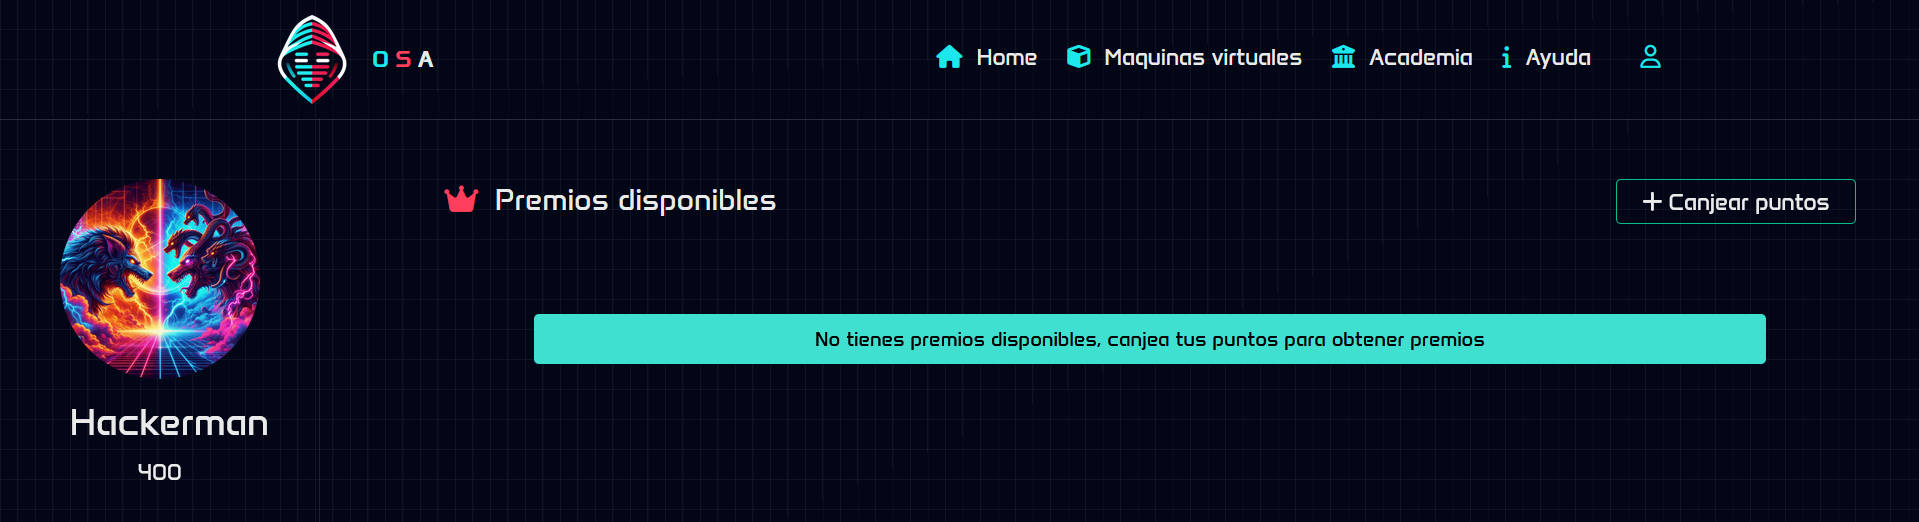 OSA
Home
Maquinas virtuales
Academia
Ayuda
Premios disponibles
Canjear puntos
No tienes premios disponibles, canjea tus puntos para obtener premios
Hackerman
400